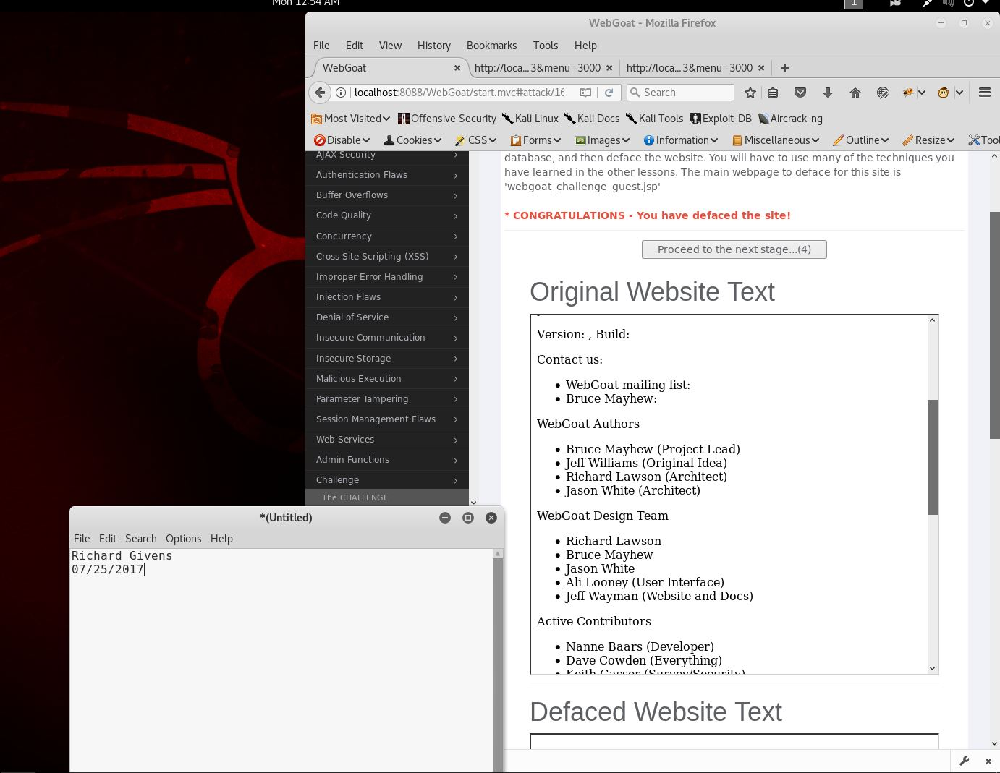 Mon 12:54 AM
1
WebGoat - Mozilla Firefox
File Edit View History Bookmarks Tools Help
WebGoat
http://loca...3&menu=3000
http://loca...3&menu=3000
localhost:8088/WebGoat/start.mvc#attack/16
Search
Most Visited Offensive Security Kali Linux Kali Docs Kali Tools Exploit-DB Aircrack-ng
Disable Cookies CSS Forms Images Information Miscellaneous Outline Resize Tool
AJAX Security
Authentication Flaws
Buffer Overflows
Code Quality
Concurrency
Cross-Site Scripting (XSS)
Improper Error Handling
Injection Flaws
Denial of Service
Insecure Communication
Insecure Storage
Malicious Execution
Parameter Tampering
Session Management Flaws
Web Services
Admin Functions
Challenge
The CHALLENGE
database, and then deface the website. You will have to use many of the techniques you
have learned in the other lessons. The main webpage to deface for this site is
'webgoat_challenge_guest.jsp'
* CONGRATULATIONS - You have defaced the site!
Proceed to the next stage...(4)
Original Website Text
Version: , Build:
Contact us:
• WebGoat mailing list:
• Bruce Mayhew:
WebGoat Authors
• Bruce Mayhew (Project Lead)
• Jeff Williams (Original Idea)
• Richard Lawson (Architect)
• Jason White (Architect)
WebGoat Design Team
• Richard Lawson
• Bruce Mayhew
• Jason White
• Ali Looney (User Interface)
• Jeff Wayman (Website and Docs)
Active Contributors
• Nanne Baars (Developer)
• Dave Cowden (Everything)
• Keith Gasser (Survey/Security)
Defaced Website Text
*(Untitled)
File Edit Search Options Help
Richard Givens
07/25/2017